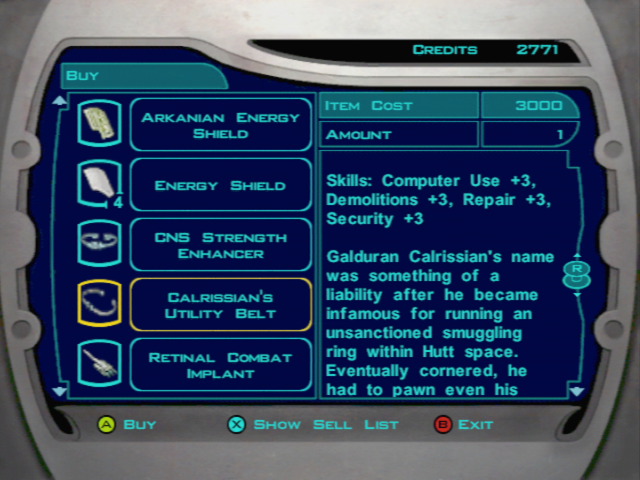 CREDITS 2771
BUY
ITEM COST 3000
AMOUNT 1
ARKANIAN ENERGY
SHIELD
4
ENERGY SHIELD
CNS STRENGTH
ENHANCER
CALRISSIAN'S
UTILITY BELT
RETINAL COMBAT
IMPLANT
Skills: Computer Use +3,
Demolitions +3, Repair +3,
Security +3
Galduran Calrissian's name
was something of a
liability after he became
infamous for running an
unsanctioned smuggling
ring within Hutt space.
Eventually cornered, he
had to pawn even his
R
A BUY
X SHOW SELL LIST
B EXIT